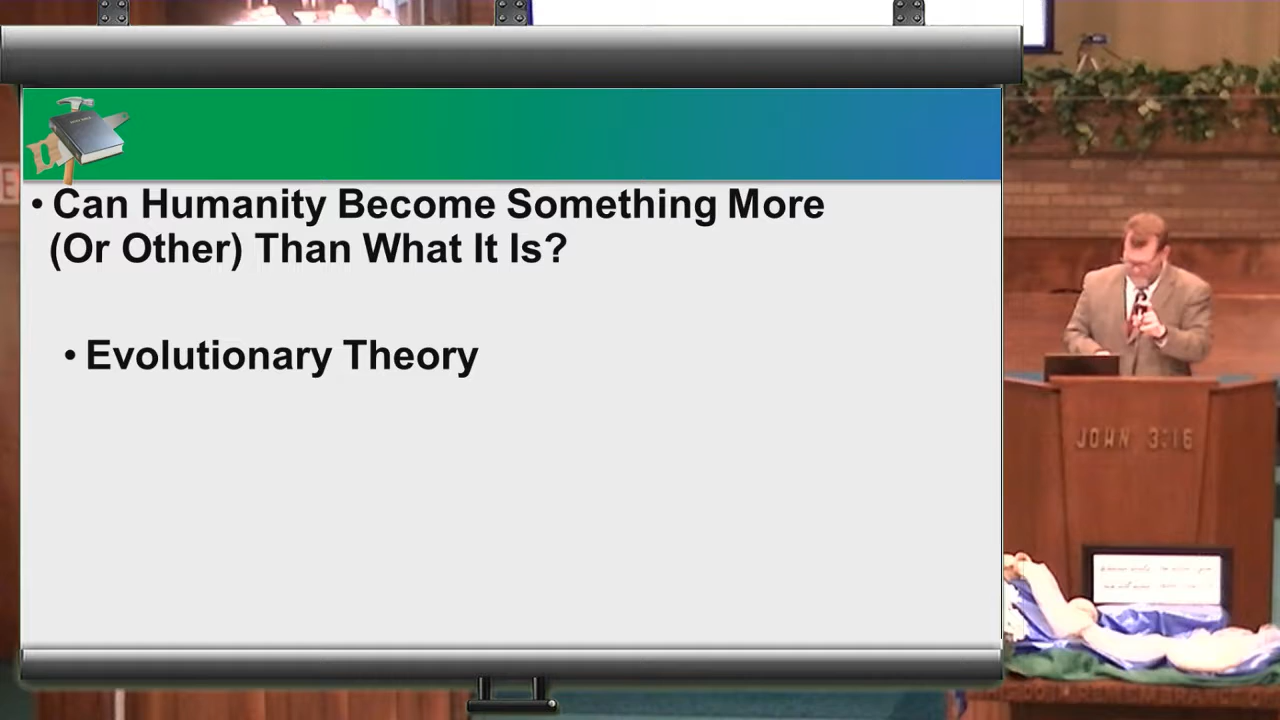 • Can Humanity Become Something More
(Or Other) Than What It Is?
• Evolutionary Theory
JOHN 3:16